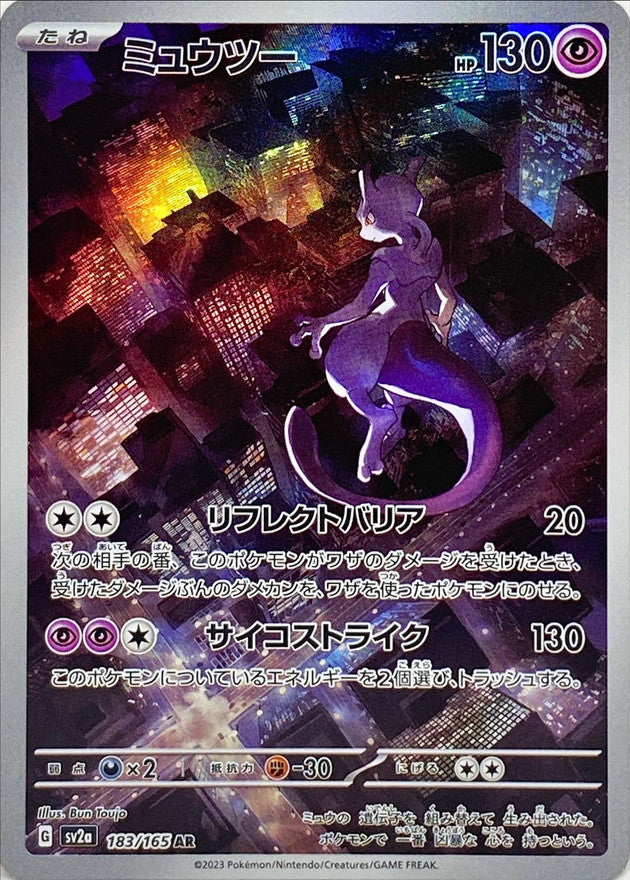 たね ミュウツー HP 130
リフレクトバリア 20
次の相手の番、このポケモンがワザのダメージを受けたとき、
受けたダメージぶんのダメカンを、ワザを使ったポケモンにのせる。
サイコストライク 130
このポケモンについているエネルギーを2個選び、トラッシュする。
弱点 ×2 抵抗力 -30 にげる
Illus. Bun Toujo
G sv2a 183/165 AR
ミュウの 遺伝子を 組み替えて 生み出された。
ポケモンで 一番 凶暴な 心を 持つという。
©2023 Pokémon/Nintendo/Creatures/GAME FREAK.